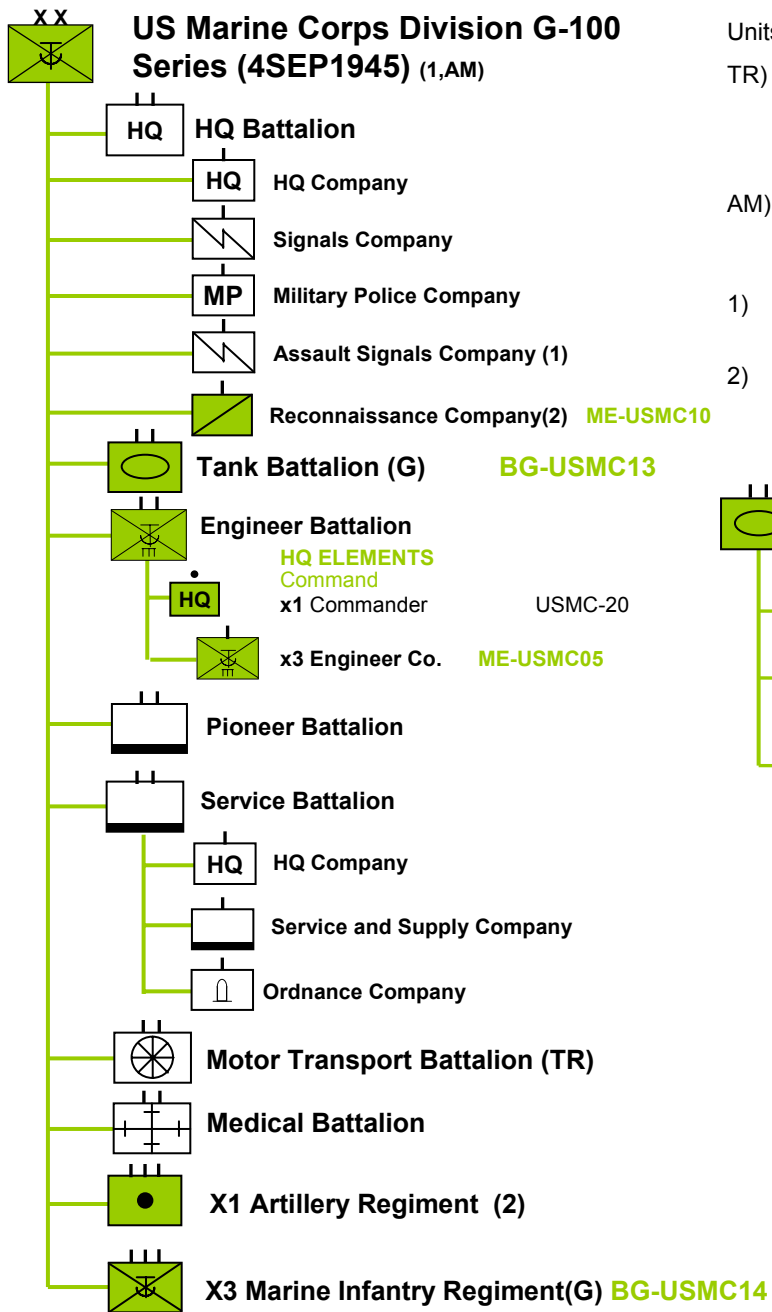 X X
US Marine Corps Division G-100
Series (4SEP1945) (1,AM)
HQ
HQ Battalion
HQ
HQ Company
Signals Company
MP
Military Police Company
Assault Signals Company (1)
Reconnaissance Company(2) ME-USMC10
Tank Battalion (G) BG-USMC13
Engineer Battalion
HQ ELEMENTS
Command
HQ
x1 Commander USMC-20
x3 Engineer Co. ME-USMC05
Pioneer Battalion
Service Battalion
HQ
HQ Company
Service and Supply Company
Ordnance Company
Motor Transport Battalion (TR)
Medical Battalion
X1 Artillery Regiment (2)
X3 Marine Infantry Regiment(G) BG-USMC14
Units
TR)
AM)
1)
2)